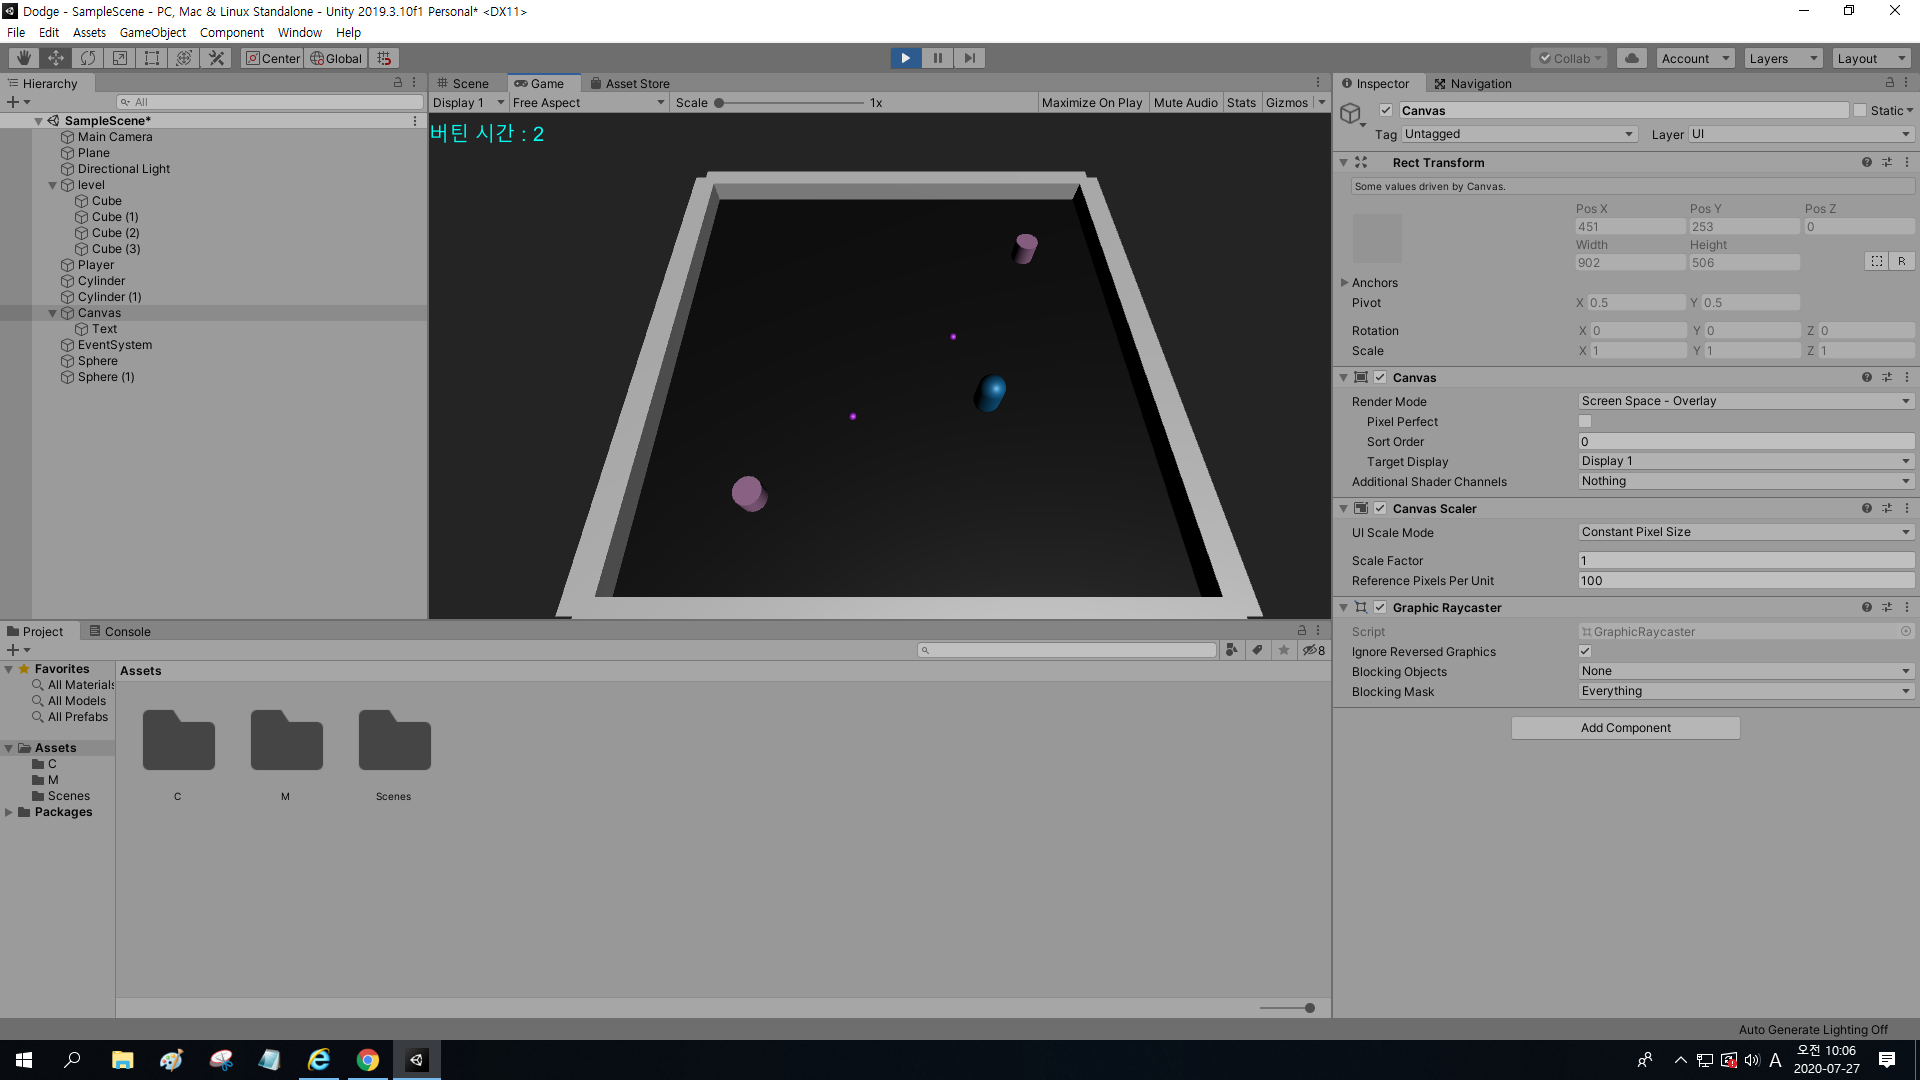 Dodge - SampleScene - PC, Mac & Linux Standalone - Unity 2019.3.10f1 Personal* <DX11>
File Edit Assets GameObject Component Window Help
Center Global Collab Account Layers Layout
Hierarchy
All
SampleScene*
Main Camera
Plane
Directional Light
level
Cube
Cube (1)
Cube (2)
Cube (3)
Player
Cylinder
Cylinder (1)
Canvas
Text
EventSystem
Sphere
Sphere (1)
Scene Game Asset Store
Display 1 Free Aspect Scale 1x Maximize On Play Mute Audio Stats Gizmos
버틴 시간 : 2
Inspector Navigation
Canvas Static
Tag Untagged Layer UI
Rect Transform
Some values driven by Canvas.
Pos X Pos Y Pos Z
451 253 0
Width Height
902 506
R
Anchors
Pivot X 0.5 Y 0.5
Rotation X 0 Y 0 Z 0
Scale X 1 Y 1 Z 1
Canvas
Render Mode Screen Space - Overlay
Pixel Perfect
Sort Order 0
Target Display Display 1
Additional Shader Channels Nothing
Canvas Scaler
UI Scale Mode Constant Pixel Size
Scale Factor 1
Reference Pixels Per Unit 100
Graphic Raycaster
Script GraphicRaycaster
Ignore Reversed Graphics
Blocking Objects None
Blocking Mask Everything
Add Component
Project Console
8
Favorites
All Materials
All Models
All Prefabs
Assets
C
M
Scenes
Packages
Assets
C M Scenes
Auto Generate Lighting Off
A
오전 10:06
2020-07-27